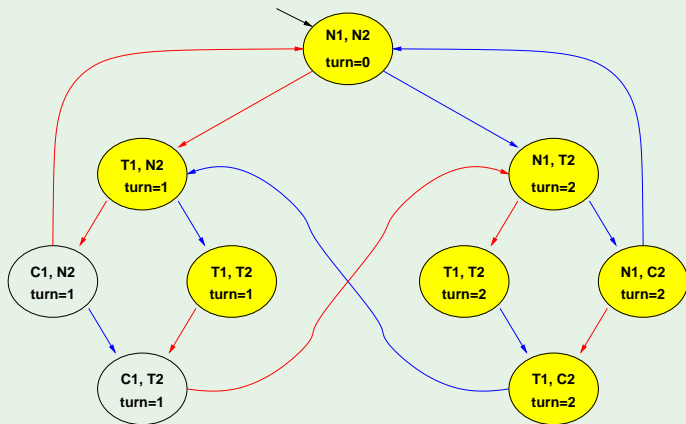 N1, N2
turn=0
T1, N2
turn=1
N1, T2
turn=2
C1, N2
turn=1
T1, T2
turn=1
T1, T2
turn=2
N1, C2
turn=2
C1, T2
turn=1
T1, C2
turn=2